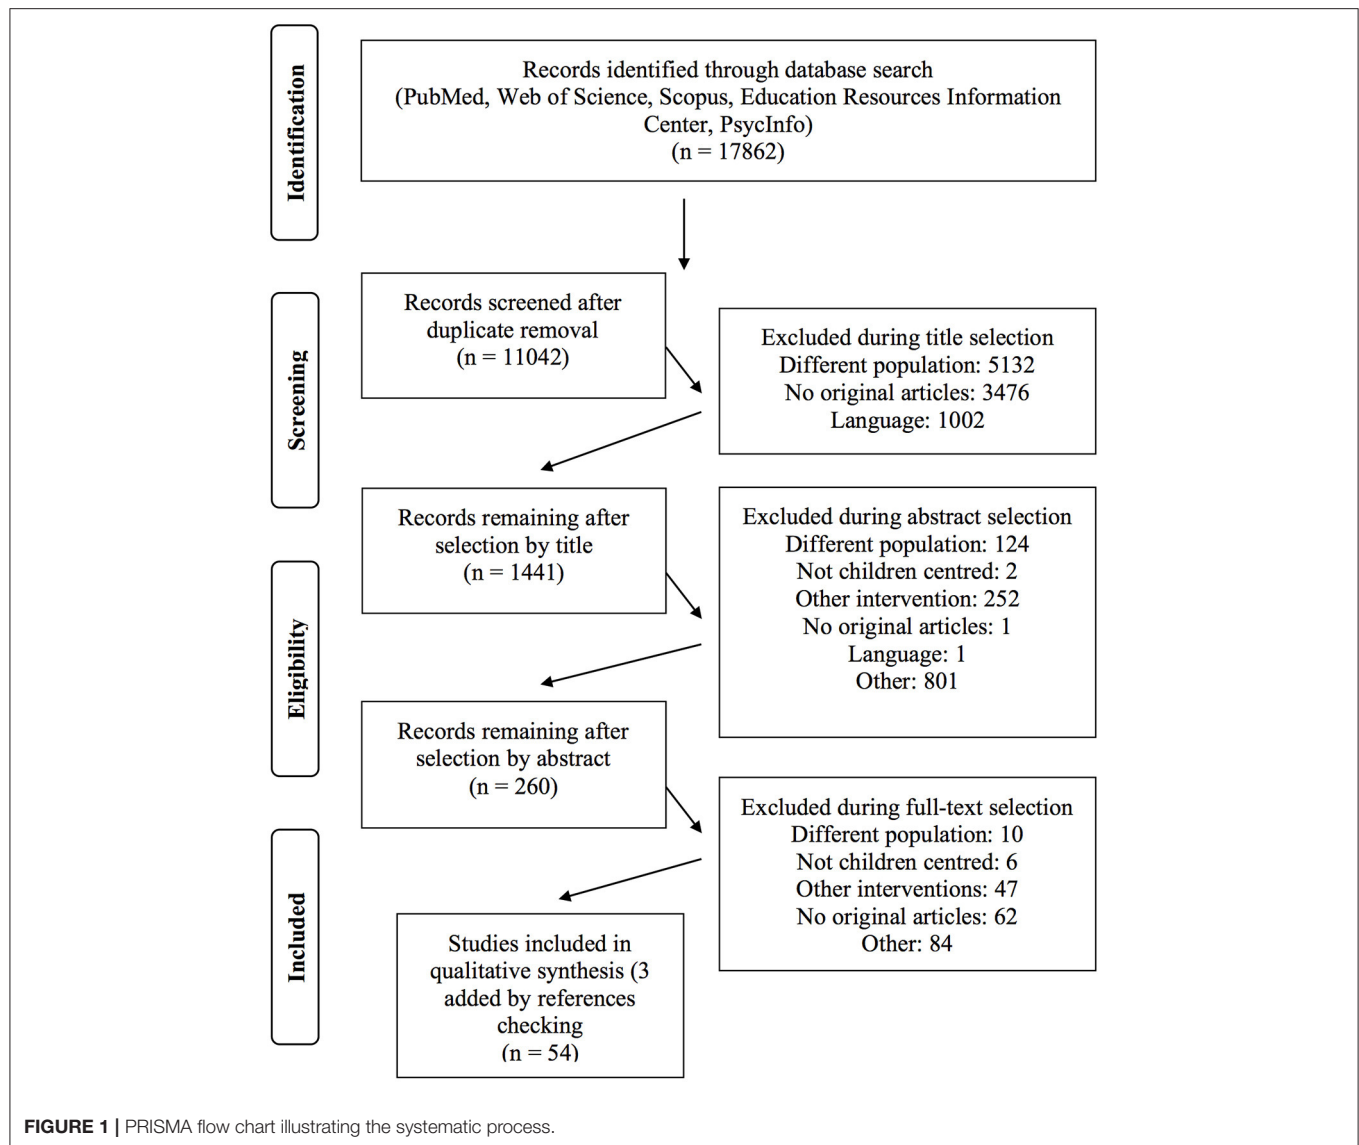 Identification
Records identified through database search
(PubMed, Web of Science, Scopus, Education Resources Information
Center, PsycInfo)
(n = 17862)
Screening
Records screened after
duplicate removal
(n = 11042)
Excluded during title selection
Different population: 5132
No original articles: 3476
Language: 1002
Records remaining after
selection by title
(n = 1441)
Excluded during abstract selection
Different population: 124
Not children centred: 2
Other intervention: 252
No original articles: 1
Language: 1
Other: 801
Eligibility
Records remaining after
selection by abstract
(n = 260)
Excluded during full-text selection
Different population: 10
Not children centred: 6
Other interventions: 47
No original articles: 62
Other: 84
Included
Studies included in
qualitative synthesis (3
added by references
checking
(n = 54)
FIGURE 1 | PRISMA flow chart illustrating the systematic process.